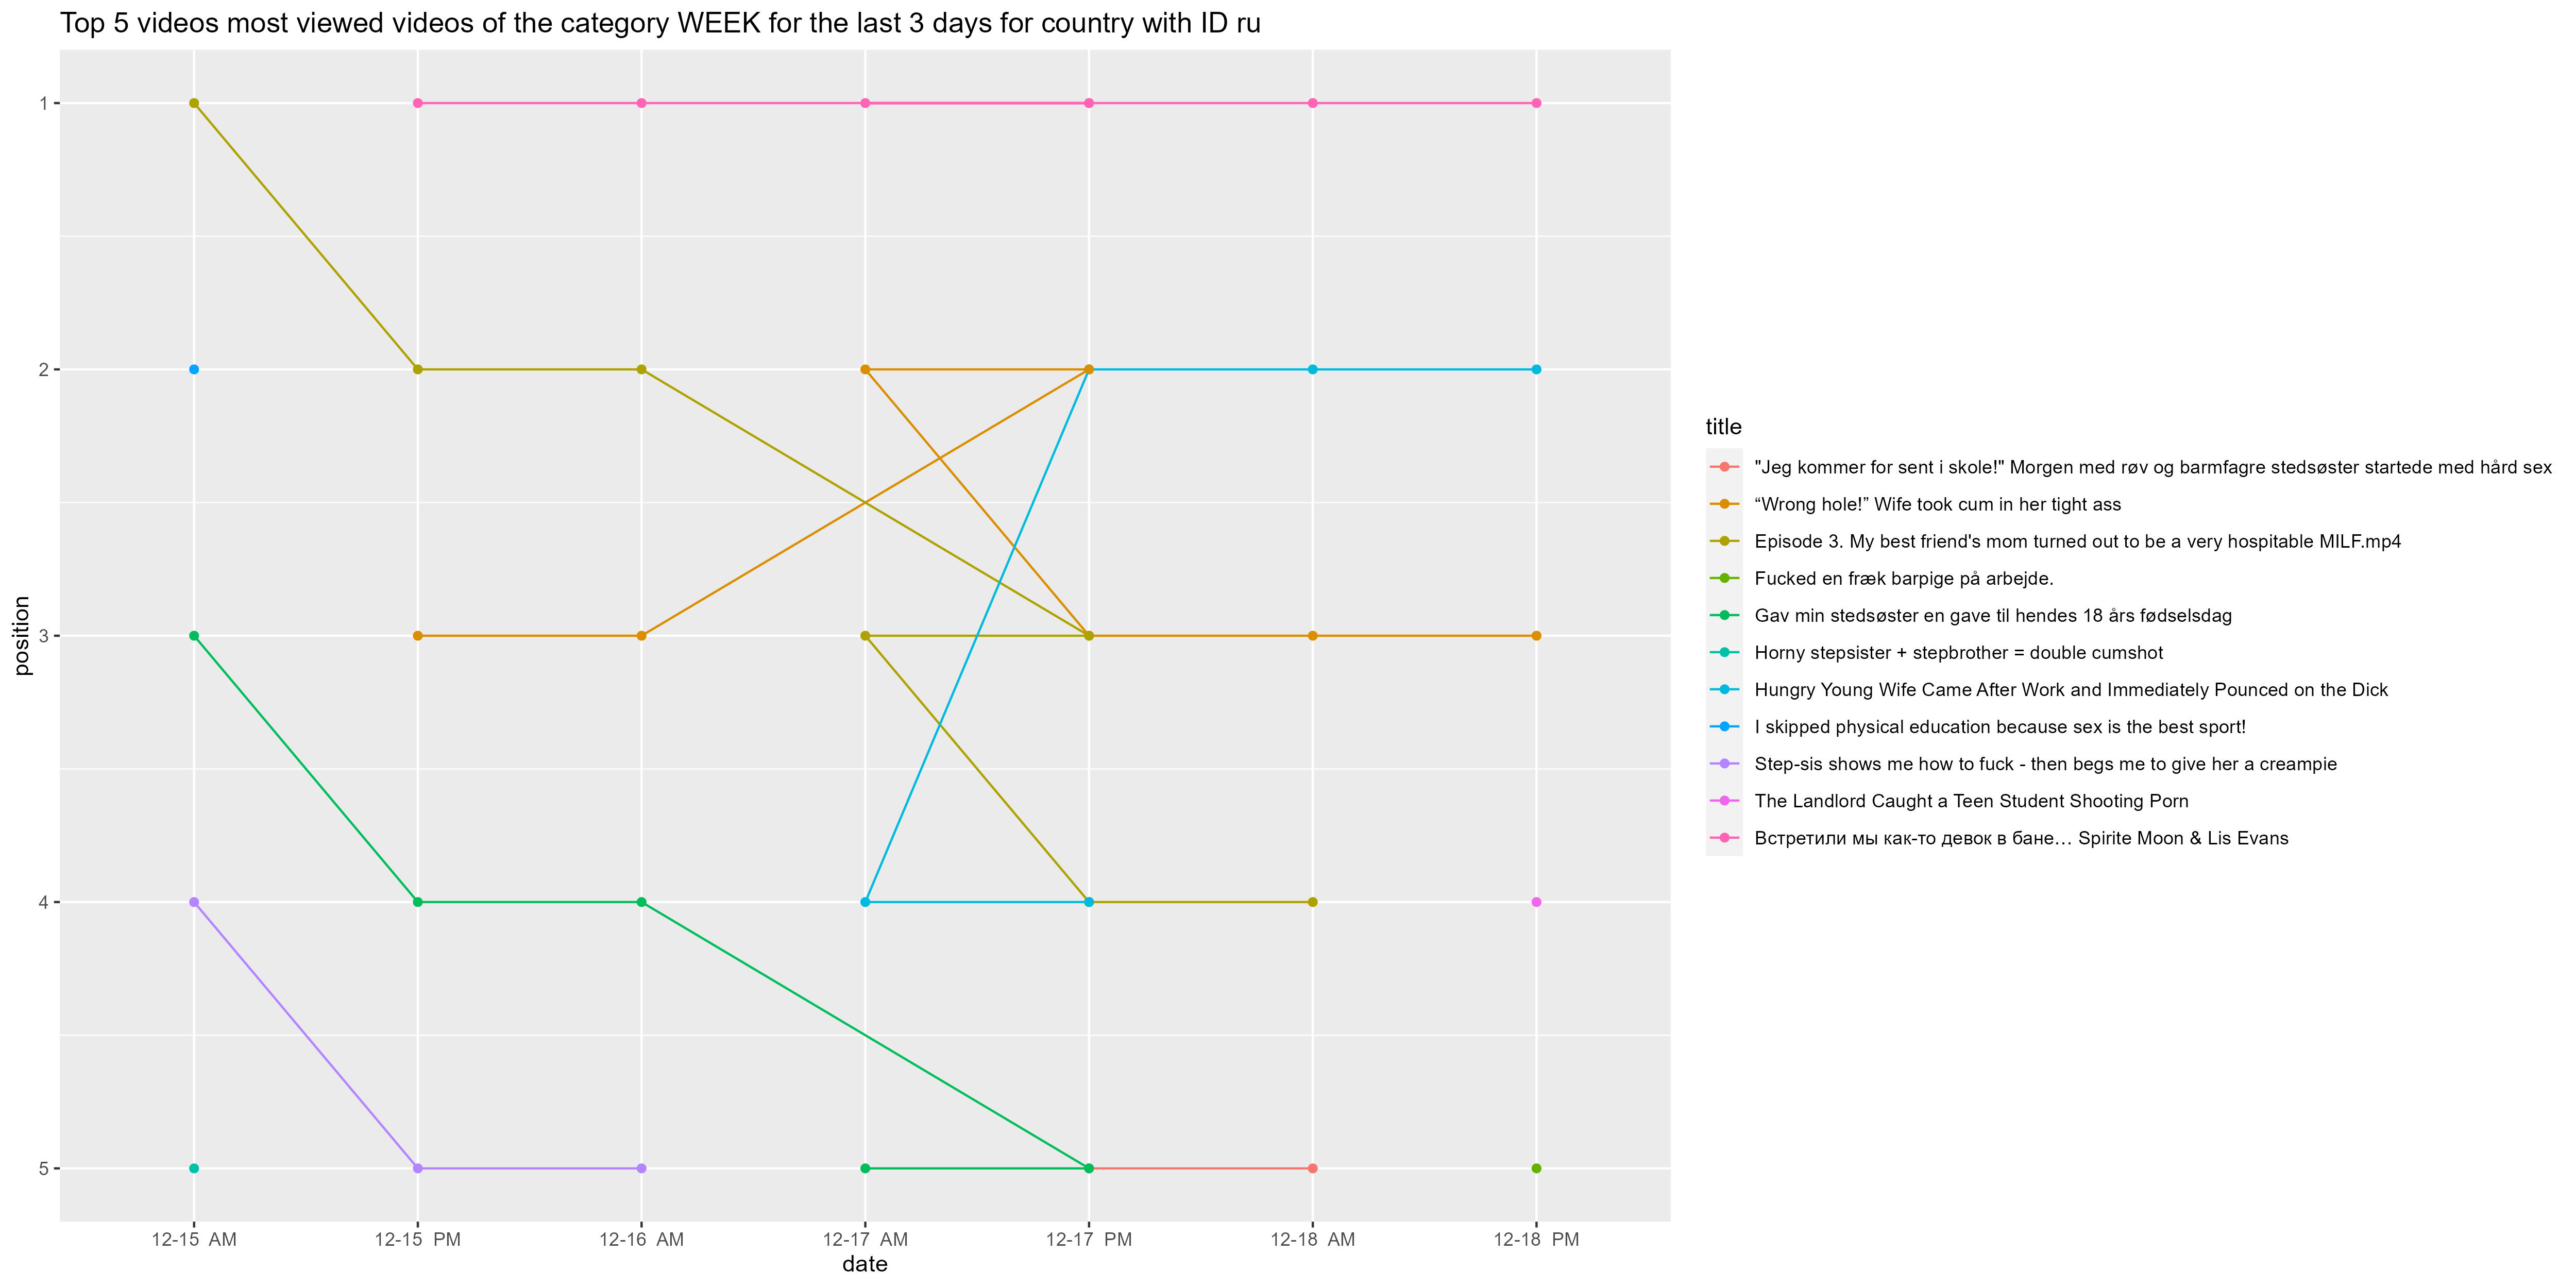 Top 5 videos most viewed videos of the category WEEK for the last 3 days for country with ID ru
position
1
2
3
4
5
12-15 AM
12-15 PM
12-16 AM
12-17 AM
12-17 PM
12-18 AM
12-18 PM
date
title
"Jeg kommer for sent i skole!" Morgen med røv og barmfagre stedsøster startede med hård sex
“Wrong hole!” Wife took cum in her tight ass
Episode 3. My best friend's mom turned out to be a very hospitable MILF.mp4
Fucked en fræk barpige på arbejde.
Gav min stedsøster en gave til hendes 18 års fødselsdag
Horny stepsister + stepbrother = double cumshot
Hungry Young Wife Came After Work and Immediately Pounced on the Dick
I skipped physical education because sex is the best sport!
Step-sis shows me how to fuck - then begs me to give her a creampie
The Landlord Caught a Teen Student Shooting Porn
Встретили мы как-то девок в бане… Spirite Moon & Lis Evans